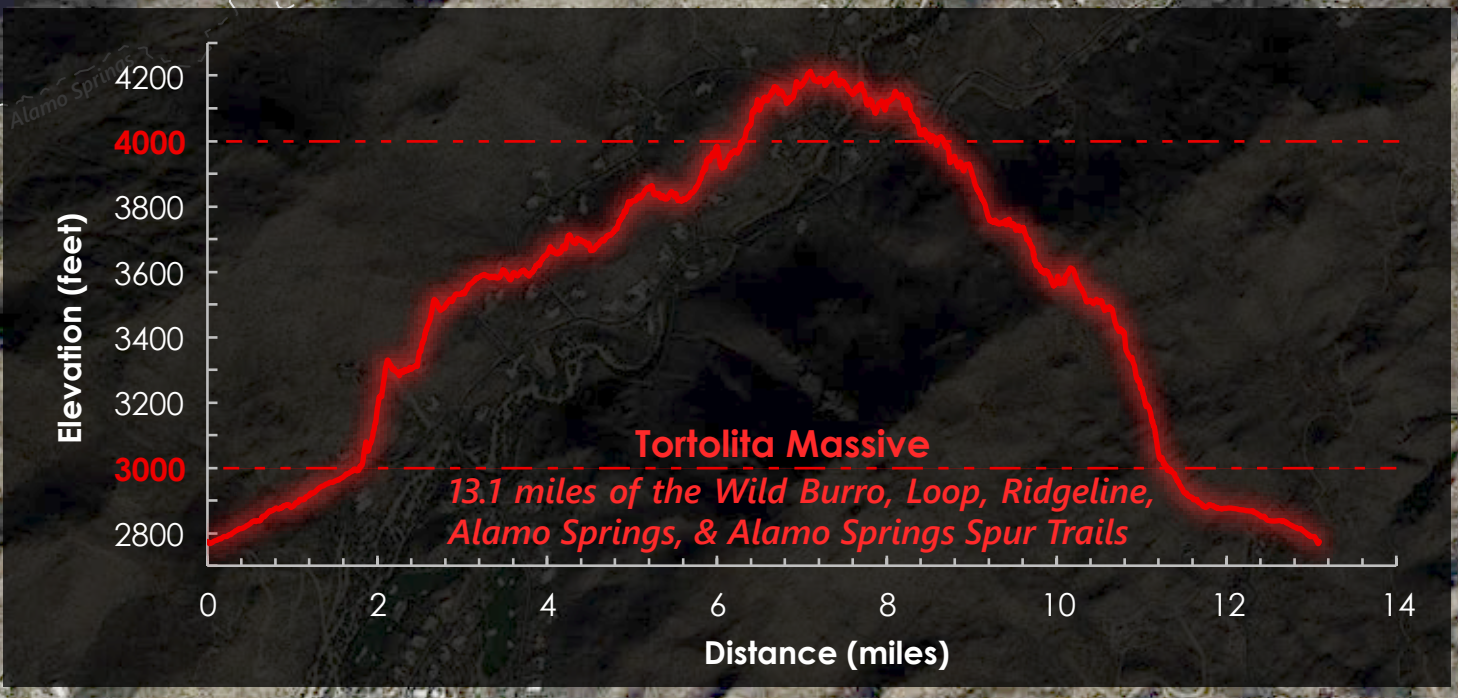 Alamo Springs
4200
4000
3800
3600
3400
3200
3000
2800
Elevation (feet)
Tortolita Massive
13.1 miles of the Wild Burro, Loop, Ridgeline,
Alamo Springs, & Alamo Springs Spur Trails
0 2 4 6 8 10 12 14
Distance (miles)